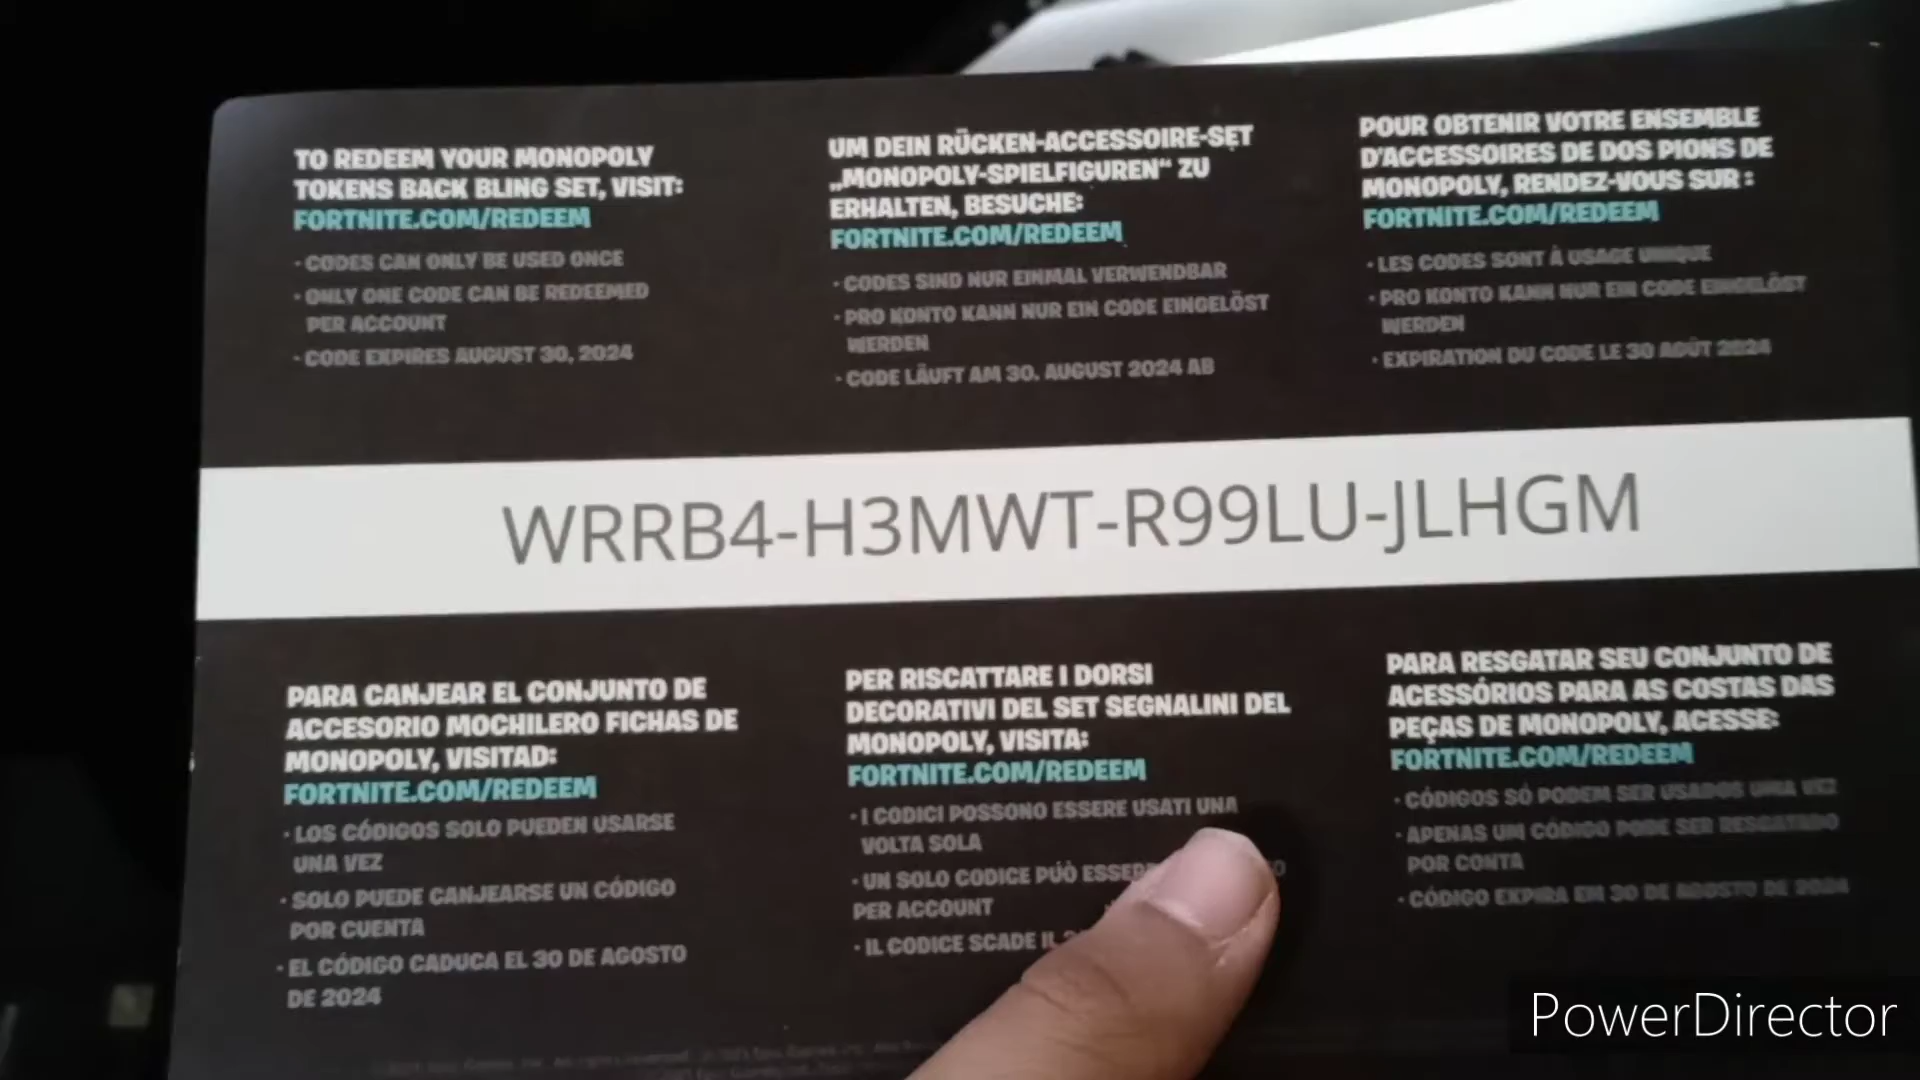 TO REDEEM YOUR MONOPOLY
TOKENS BACK BLING SET, VISIT:
FORTNITE.COM/REDEEM
· CODES CAN ONLY BE USED ONCE
· ONLY ONE CODE CAN BE REDEEMED
PER ACCOUNT
· CODE EXPIRES AUGUST 30, 2024
UM DEIN RÜCKEN-ACCESSOIRE-SET
„MONOPOLY-SPIELFIGUREN“ ZU
ERHALTEN, BESUCHE:
FORTNITE.COM/REDEEM
· CODES SIND NUR EINMAL VERWENDBAR
· PRO KONTO KANN NUR EIN CODE EINGELÖST
WERDEN
· CODE LÄUFT AM 30. AUGUST 2024 AB
POUR OBTENIR VOTRE ENSEMBLE
D'ACCESSOIRES DE DOS PIONS DE
MONOPOLY, RENDEZ-VOUS SUR :
FORTNITE.COM/REDEEM
· LES CODES SONT À USAGE UNIQUE
· PRO KONTO KANN NUR EIN CODE EINGELÖST
WERDEN
· EXPIRATION DU CODE LE 30 AOÛT 2024
WRRB4-H3MWT-R99LU-JLHGM
PARA CANJEAR EL CONJUNTO DE
ACCESORIO MOCHILERO FICHAS DE
MONOPOLY, VISITAD:
FORTNITE.COM/REDEEM
· LOS CÓDIGOS SOLO PUEDEN USARSE
UNA VEZ
· SOLO PUEDE CANJEARSE UN CÓDIGO
POR CUENTA
· EL CÓDIGO CADUCA EL 30 DE AGOSTO
DE 2024
PER RISCATTARE I DORSI
DECORATIVI DEL SET SEGNALINI DEL
MONOPOLY, VISITA:
FORTNITE.COM/REDEEM
· I CODICI POSSONO ESSERE USATI UNA
VOLTA SOLA
· UN SOLO CODICE PUÒ ESSERE
PER ACCOUNT
· IL CODICE SCADE IL
PARA RESGATAR SEU CONJUNTO DE
ACESSÓRIOS PARA AS COSTAS DAS
PEÇAS DE MONOPOLY, ACESSE:
FORTNITE.COM/REDEEM
· CÓDIGOS SÓ PODEM SER USADOS UMA VEZ
· APENAS UM CÓDIGO PODE SER RESGATADO
POR CONTA
· CÓDIGO EXPIRA EM 30 DE AGOSTO DE 2024
PowerDirector